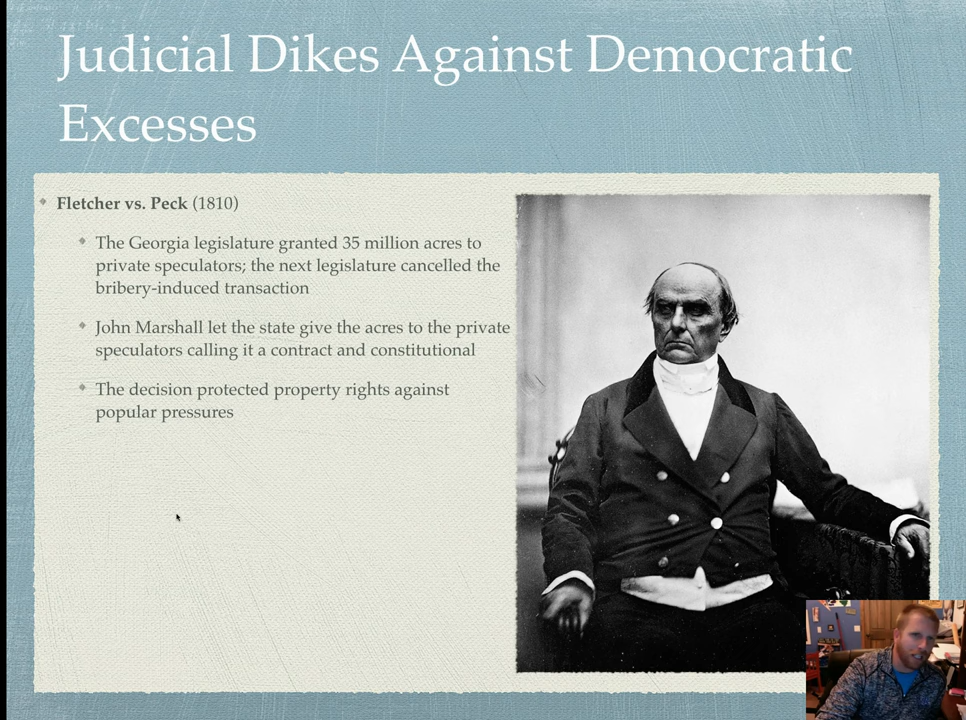 Judicial Dikes Against Democratic
Excesses
Fletcher vs. Peck (1810)
The Georgia legislature granted 35 million acres to
private speculators; the next legislature cancelled the
bribery-induced transaction
John Marshall let the state give the acres to the private
speculators calling it a contract and constitutional
The decision protected property rights against
popular pressures